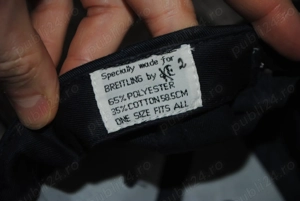 Specially made for
BREITLING by
65% POLYESTER
35% COTTON 58.5CM
ONE SIZE FITS ALL